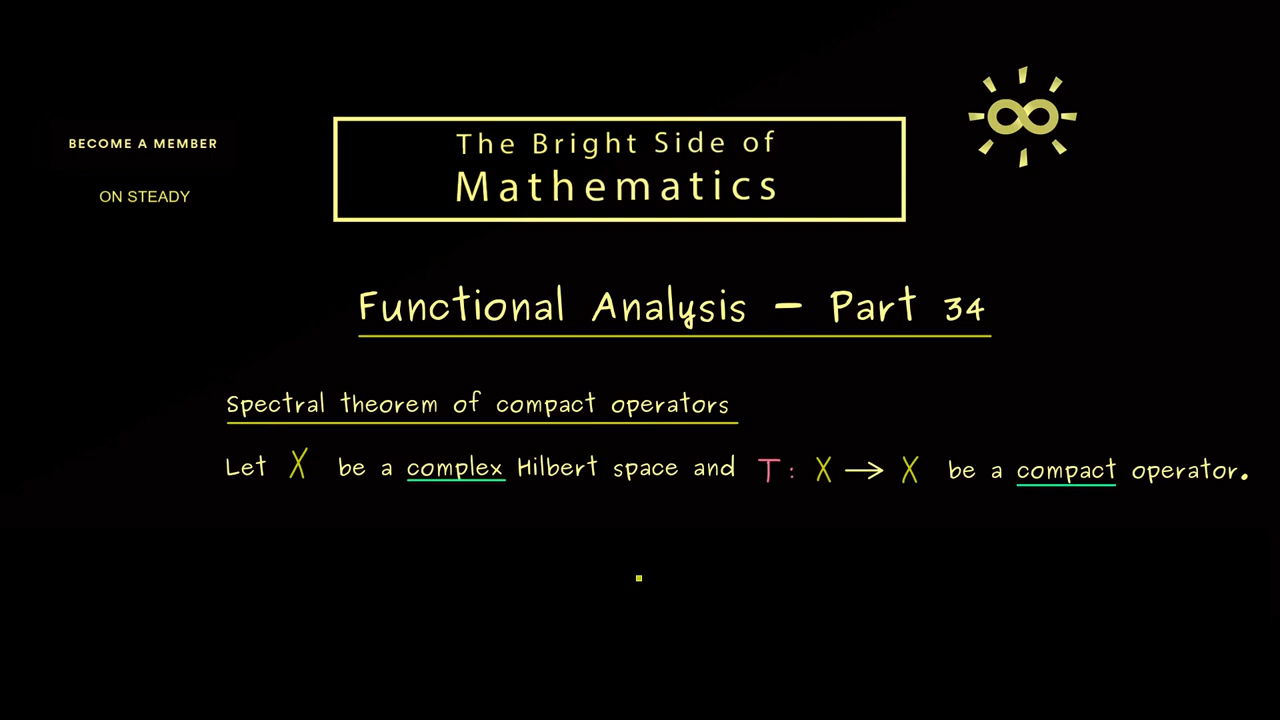 BECOME A MEMBER
ON STEADY
The Bright Side of
Mathematics
Functional Analysis – Part 34
Spectral theorem of compact operators
Let X be a complex Hilbert space and T: X → X be a compact operator.